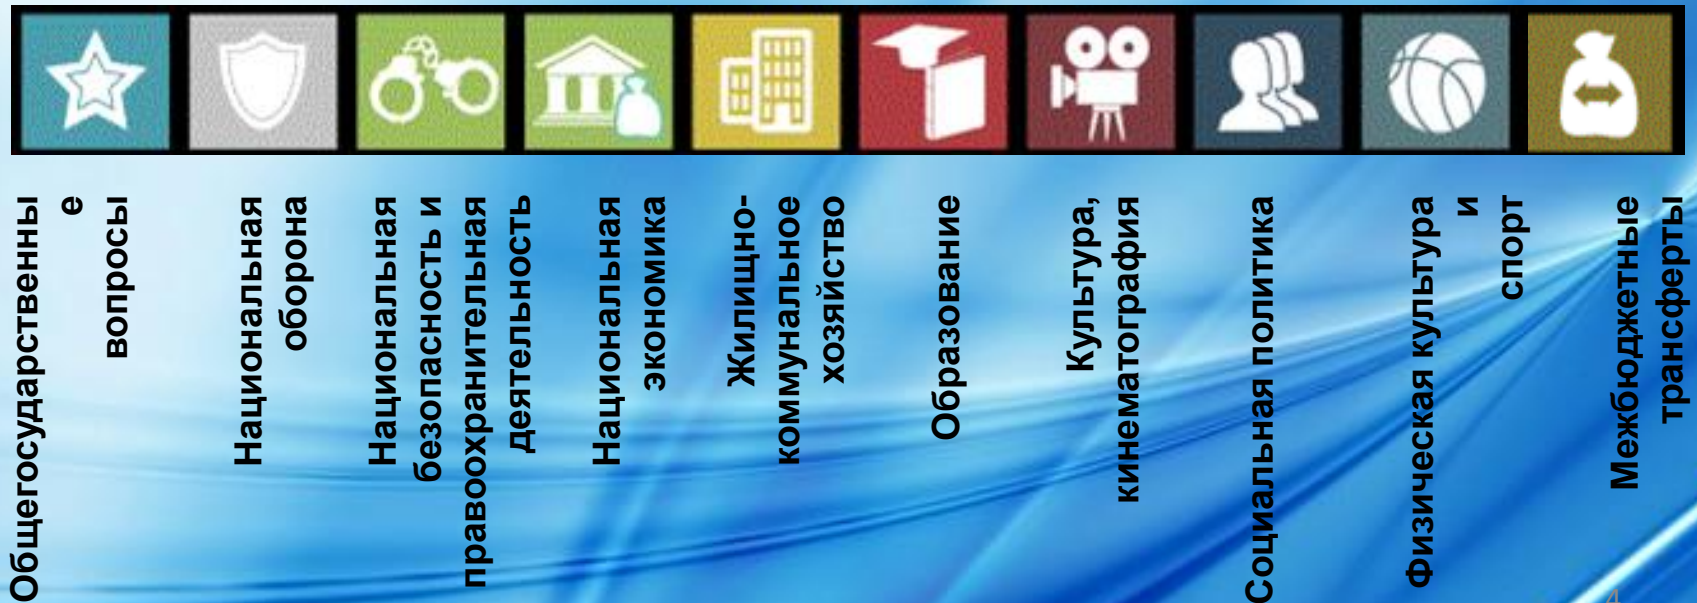 Общегосударственны
е
вопросы
Национальная
оборона
Национальная
безопасность и
правоохранительная
деятельность
Национальная
экономика
Жилищно-
коммунальное
хозяйство
Образование
Культура,
кинематография
Социальная политика
Физическая культура
и
спорт
Межбюджетные
трансферты
4